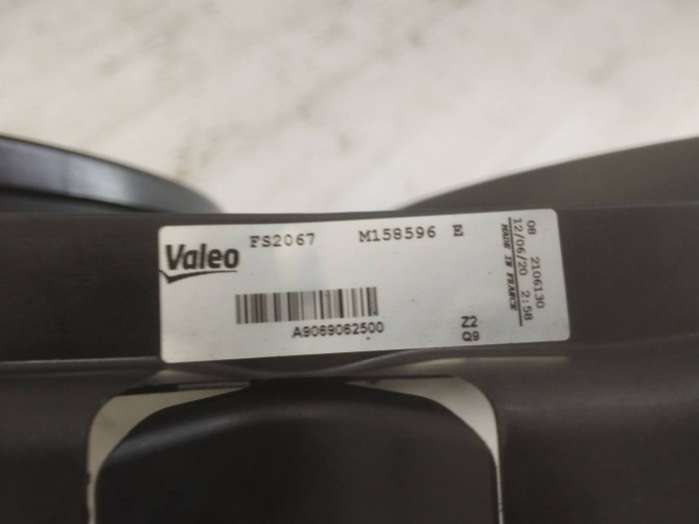 Valeo
FS2067 M158596 E
A9069062500
Z2
Q9
08 2106130
12/06/20 2:58
MADE IN FRANCE